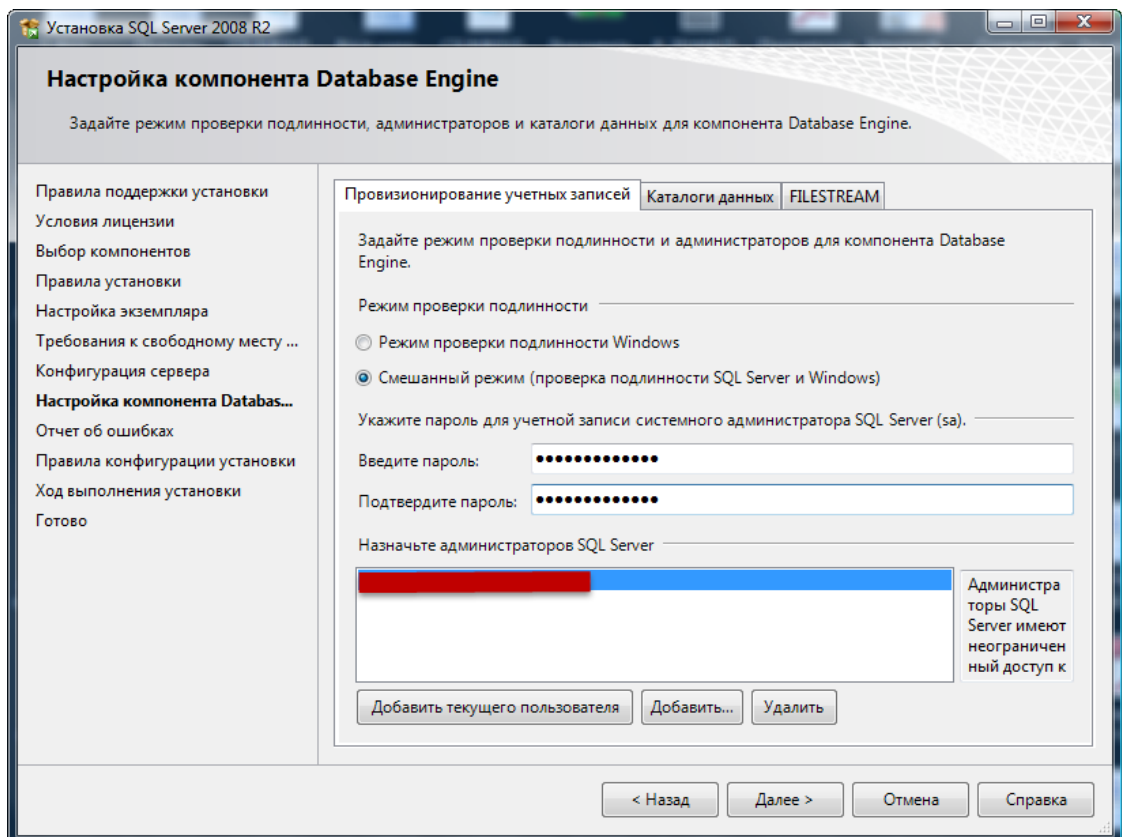 Установка SQL Server 2008 R2
Настройка компонента Database Engine
Задайте режим проверки подлинности, администраторов и каталоги данных для компонента Database Engine.
Правила поддержки установки
Условия лицензии
Выбор компонентов
Правила установки
Настройка экземпляра
Требования к свободному месту ...
Конфигурация сервера
Настройка компонента Databas...
Отчет об ошибках
Правила конфигурации установки
Ход выполнения установки
Готово
Провизионирование учетных записей
Каталоги данных
FILESTREAM
Задайте режим проверки подлинности и администраторов для компонента Database
Engine.
Режим проверки подлинности
Режим проверки подлинности Windows
Смешанный режим (проверка подлинности SQL Server и Windows)
Укажите пароль для учетной записи системного администратора SQL Server (sa).
Введите пароль: •••••••••••••
Подтвердите пароль: •••••••••••••
Назначьте администраторов SQL Server
Администра
торы SQL
Server имеют
неограничен
ный доступ к
Добавить текущего пользователя
Добавить...
Удалить
< Назад
Далее >
Отмена
Справка